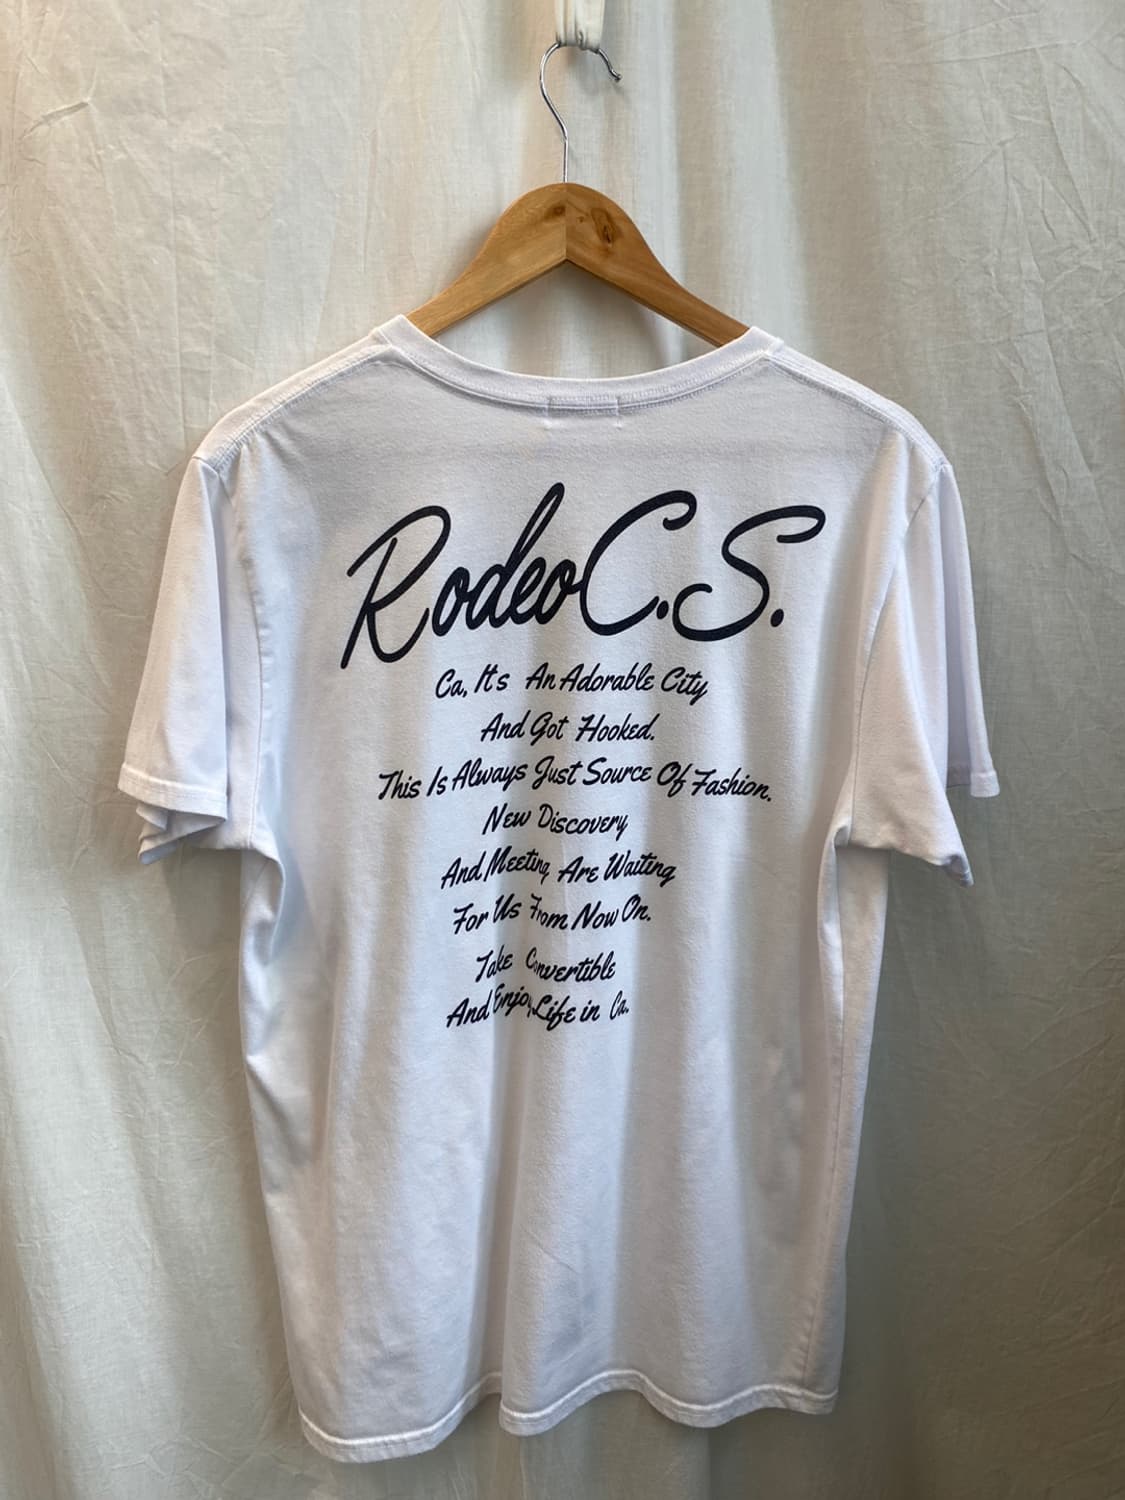 Rodeo C.S.
Ca, It's An Adorable City
And Got Hooked.
This Is Always Just Source Of Fashion.
New Discovery
And Meeting Are Waiting
For Us From Now On.
Take Convertible
And Enjoy Life in Ca.